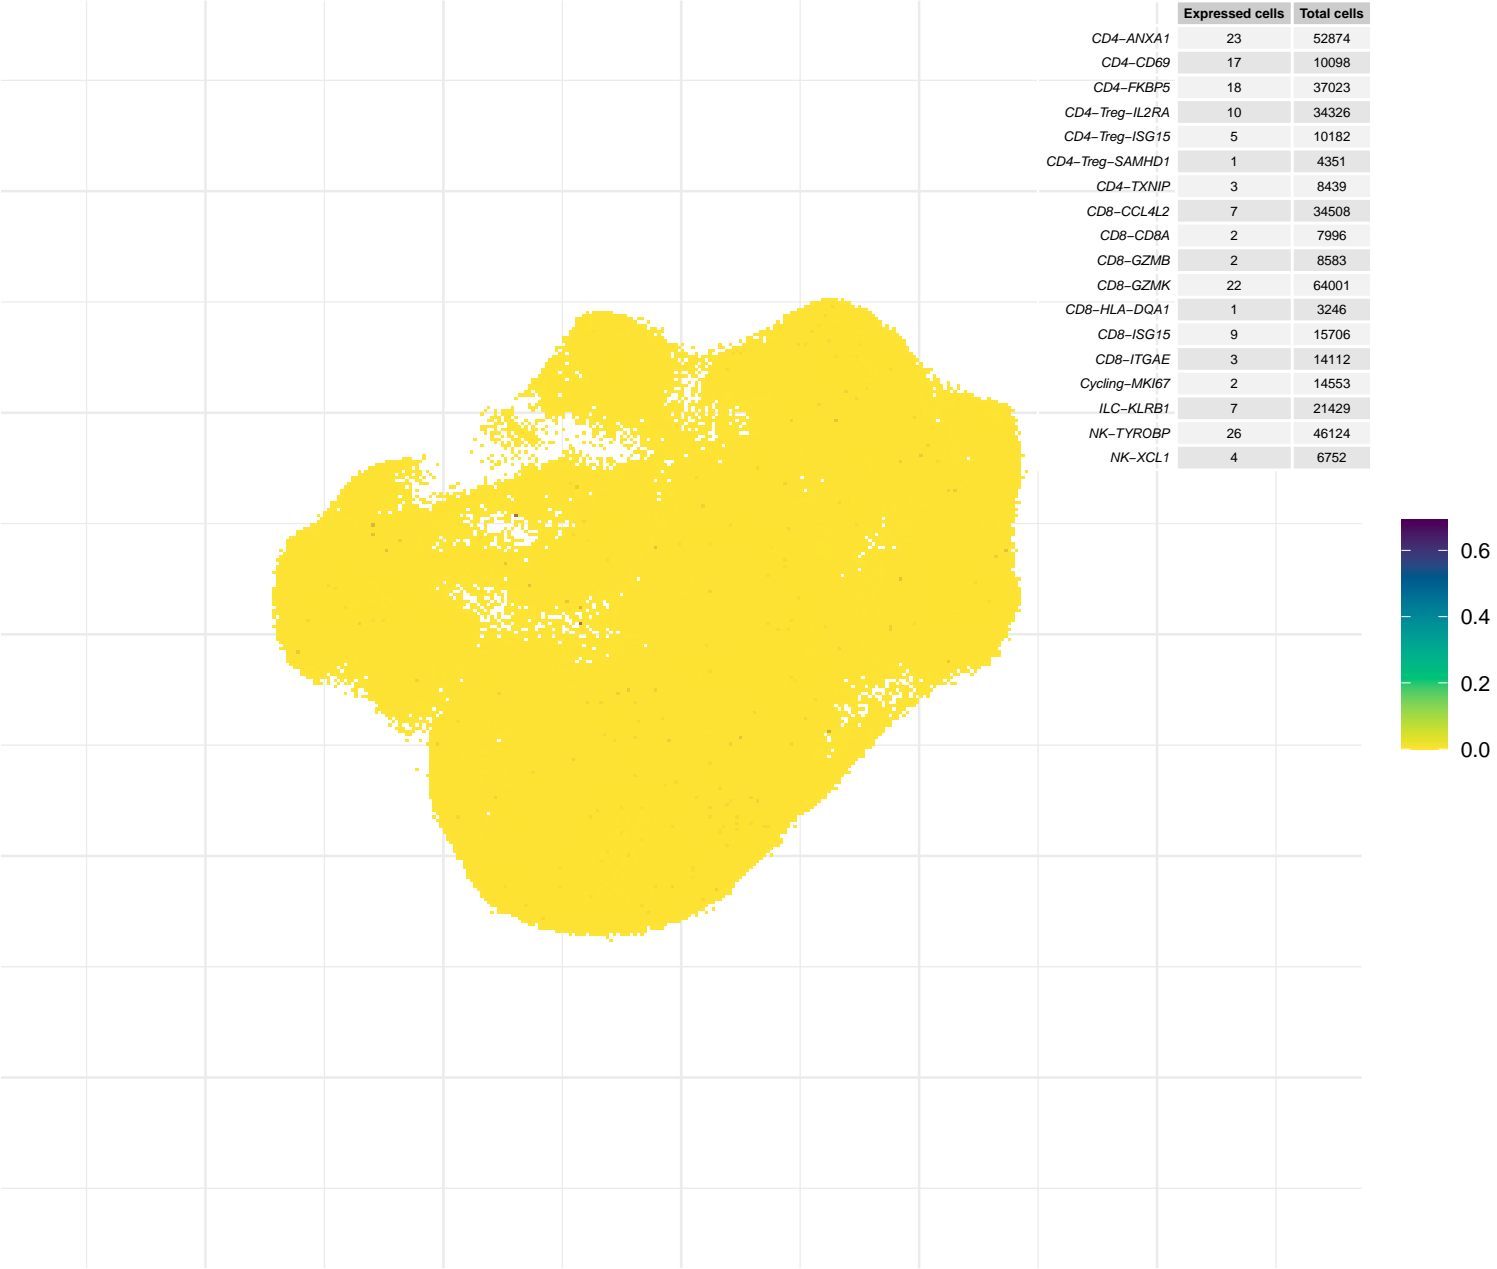 Expressed cells Total cells
CD4−ANXA1 23 52874
CD4−CD69 17 10098
CD4−FKBP5 18 37023
CD4−Treg−IL2RA 10 34326
CD4−Treg−ISG15 5 10182
CD4−Treg−SAMHD1 1 4351
CD4−TXNIP 3 8439
CD8−CCL4L2 7 34508
CD8−CD8A 2 7996
CD8−GZMB 2 8583
CD8−GZMK 22 64001
CD8−HLA−DQA1 1 3246
CD8−ISG15 9 15706
CD8−ITGAE 3 14112
Cycling−MKI67 2 14553
ILC−KLRB1 7 21429
NK−TYROBP 26 46124
NK−XCL1 4 6752
0.6
0.4
0.2
0.0